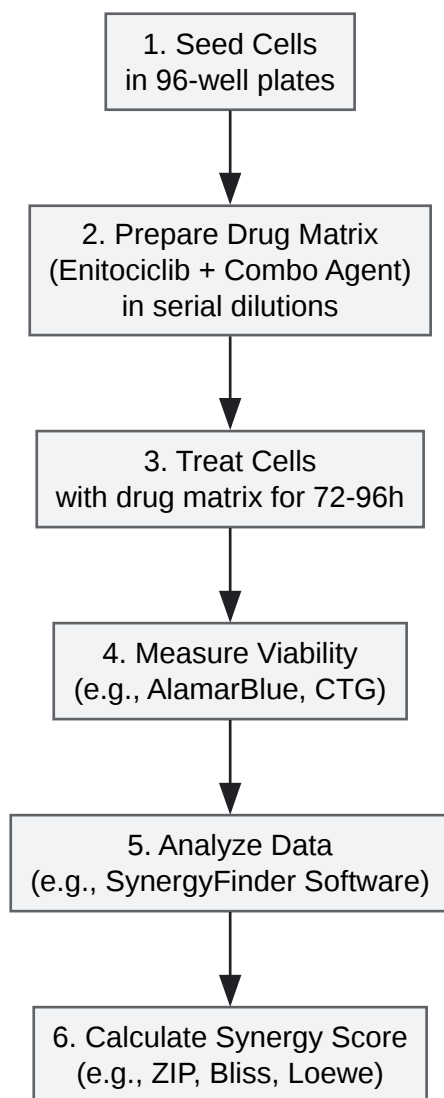 1. Seed Cells
in 96-well plates
2. Prepare Drug Matrix
(Enitociclib + Combo Agent)
in serial dilutions
3. Treat Cells
with drug matrix for 72-96h
4. Measure Viability
(e.g., AlamarBlue, CTG)
5. Analyze Data
(e.g., SynergyFinder Software)
6. Calculate Synergy Score
(e.g., ZIP, Bliss, Loewe)